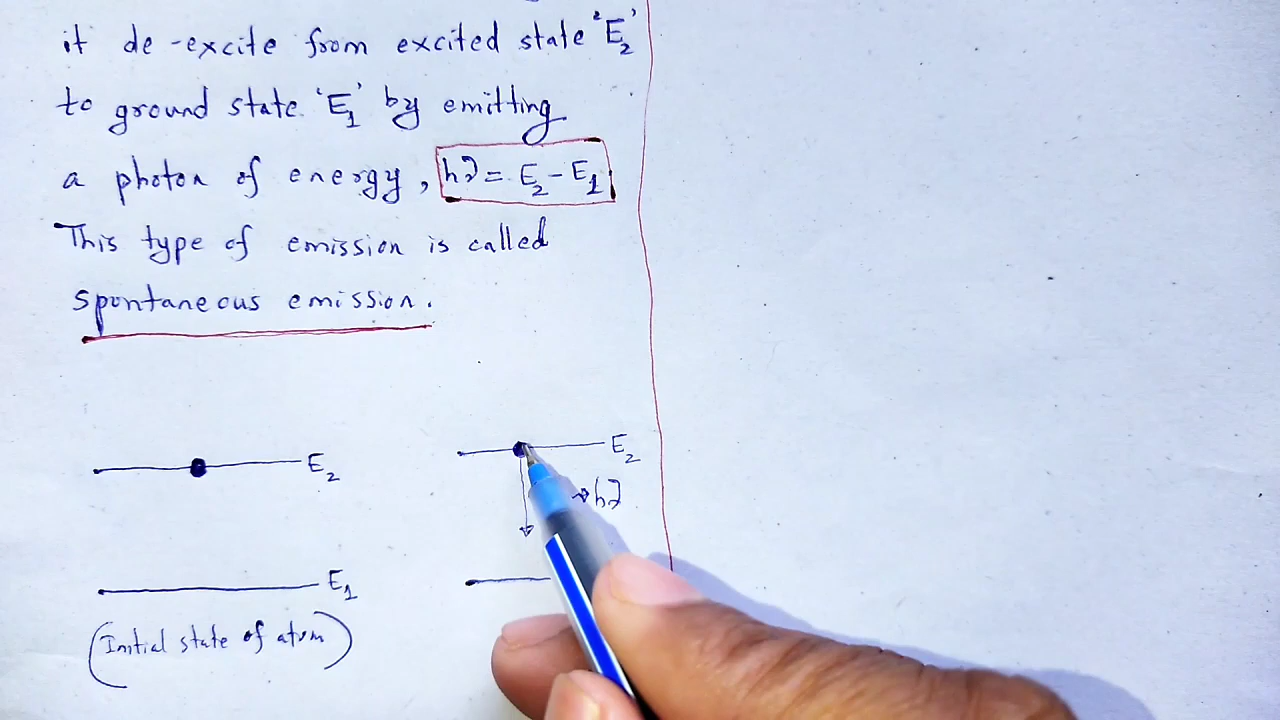 it de-excite from excited state 'E₂'
to ground state 'E₁' by emitting
a photon of energy, hν = E₂ - E₁
This type of emission is called
spontaneous emission.
E₂
E₂
hν
E₁
(Initial state of atom)